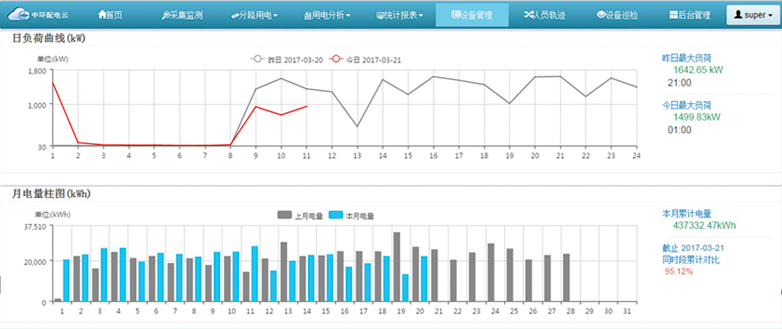 中环配电云 首页 采集监测 分路用电 用电分析 统计报表 设备管理 人员轨迹 设备巡检 后台管理 super
日负荷曲线(kW)
单位(kW) 昨日 2017-03-20 今日 2017-03-21
1,800
1,000
30
1 2 3 4 5 6 7 8 9 10 11 12 13 14 15 16 17 18 19 20 21 22 23 24
昨日最大负荷
1642.65 kW
21:00
今日最大负荷
1499.83kW
01:00
月电量柱图(kWh)
单位(kWh) 上月电量 本月电量
37,510
20,000
0
1 2 3 4 5 6 7 8 9 10 11 12 13 14 15 16 17 18 19 20 21 22 23 24 25 26 27 28 29 30 31
本月累计电量
437332.47kWh
截止 2017-03-21
同时段累计对比
95.12%